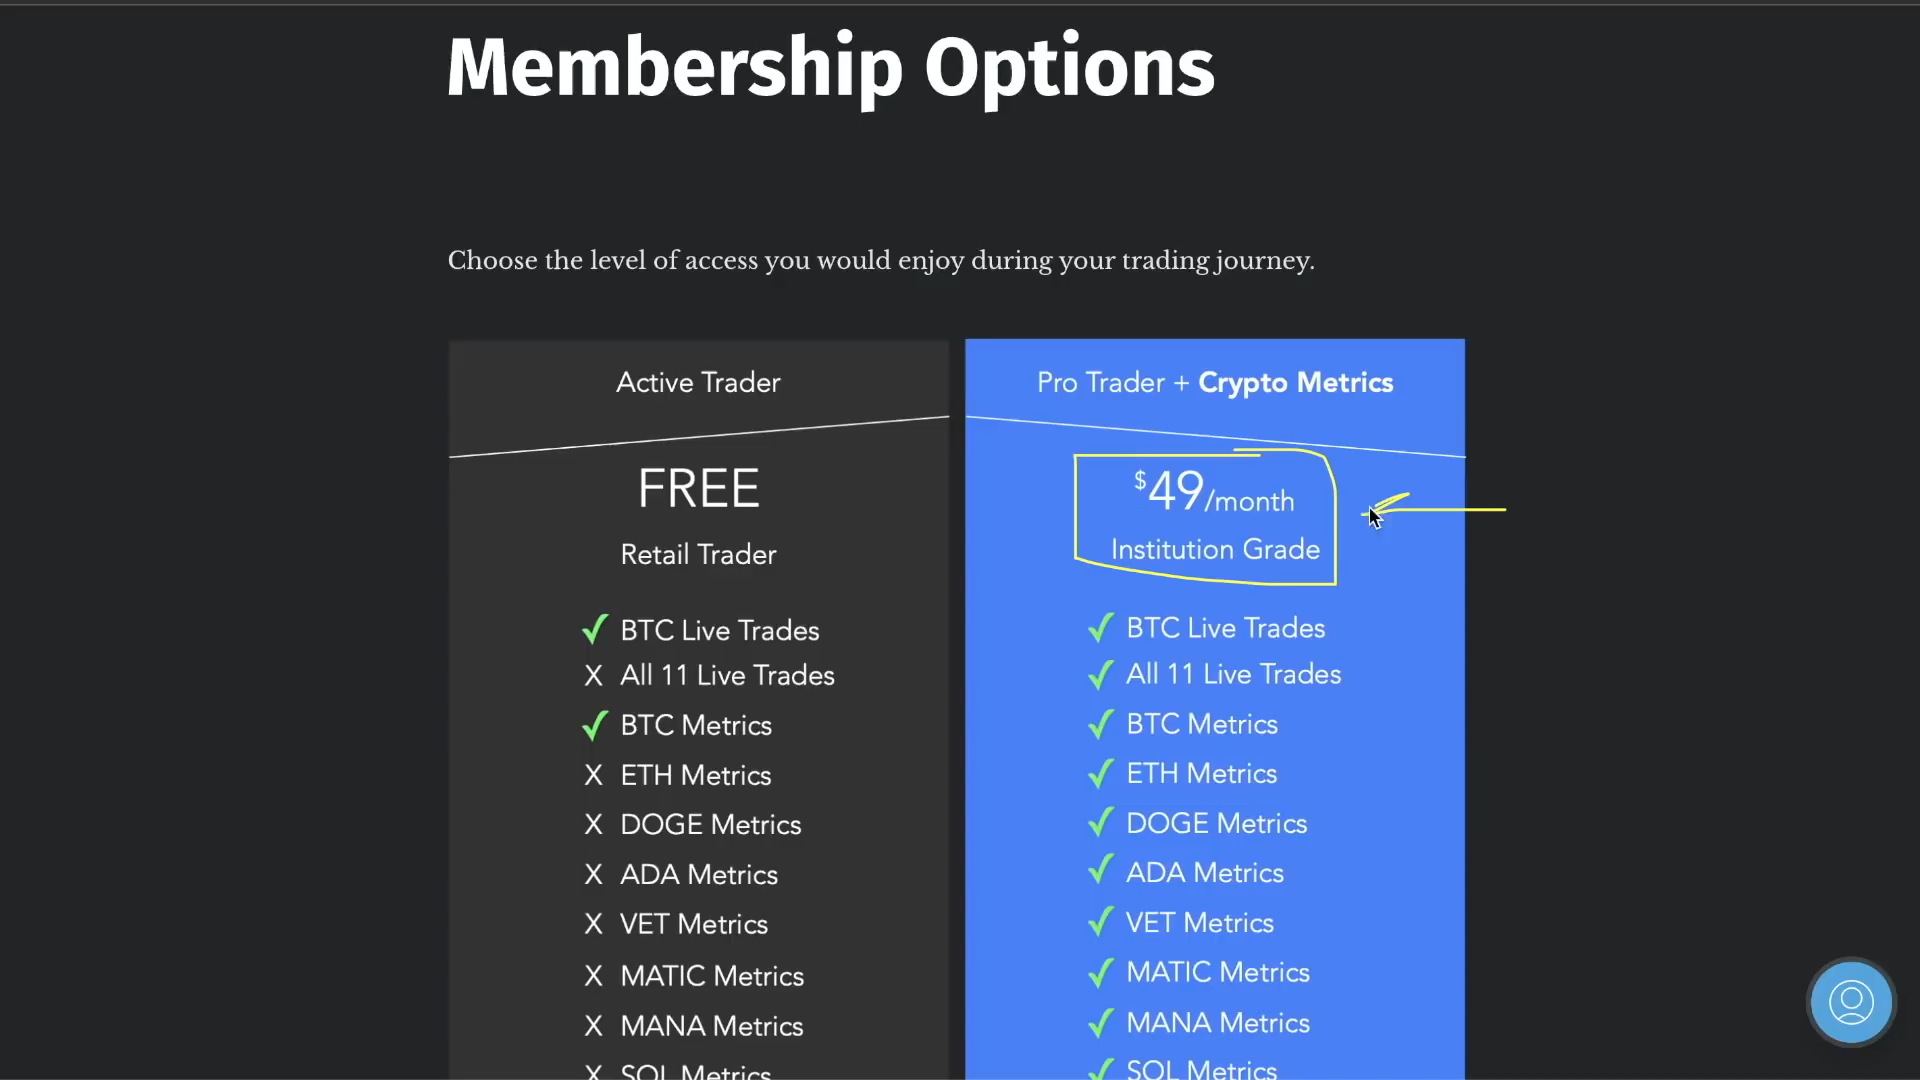 Membership Options
Choose the level of access you would enjoy during your trading journey.
Active Trader
FREE
Retail Trader
✓ BTC Live Trades
X All 11 Live Trades
✓ BTC Metrics
X ETH Metrics
X DOGE Metrics
X ADA Metrics
X VET Metrics
X MATIC Metrics
X MANA Metrics
X SOL Metrics
Pro Trader + Crypto Metrics
$49/month
Institution Grade
✓ BTC Live Trades
✓ All 11 Live Trades
✓ BTC Metrics
✓ ETH Metrics
✓ DOGE Metrics
✓ ADA Metrics
✓ VET Metrics
✓ MATIC Metrics
✓ MANA Metrics
✓ SOL Metrics